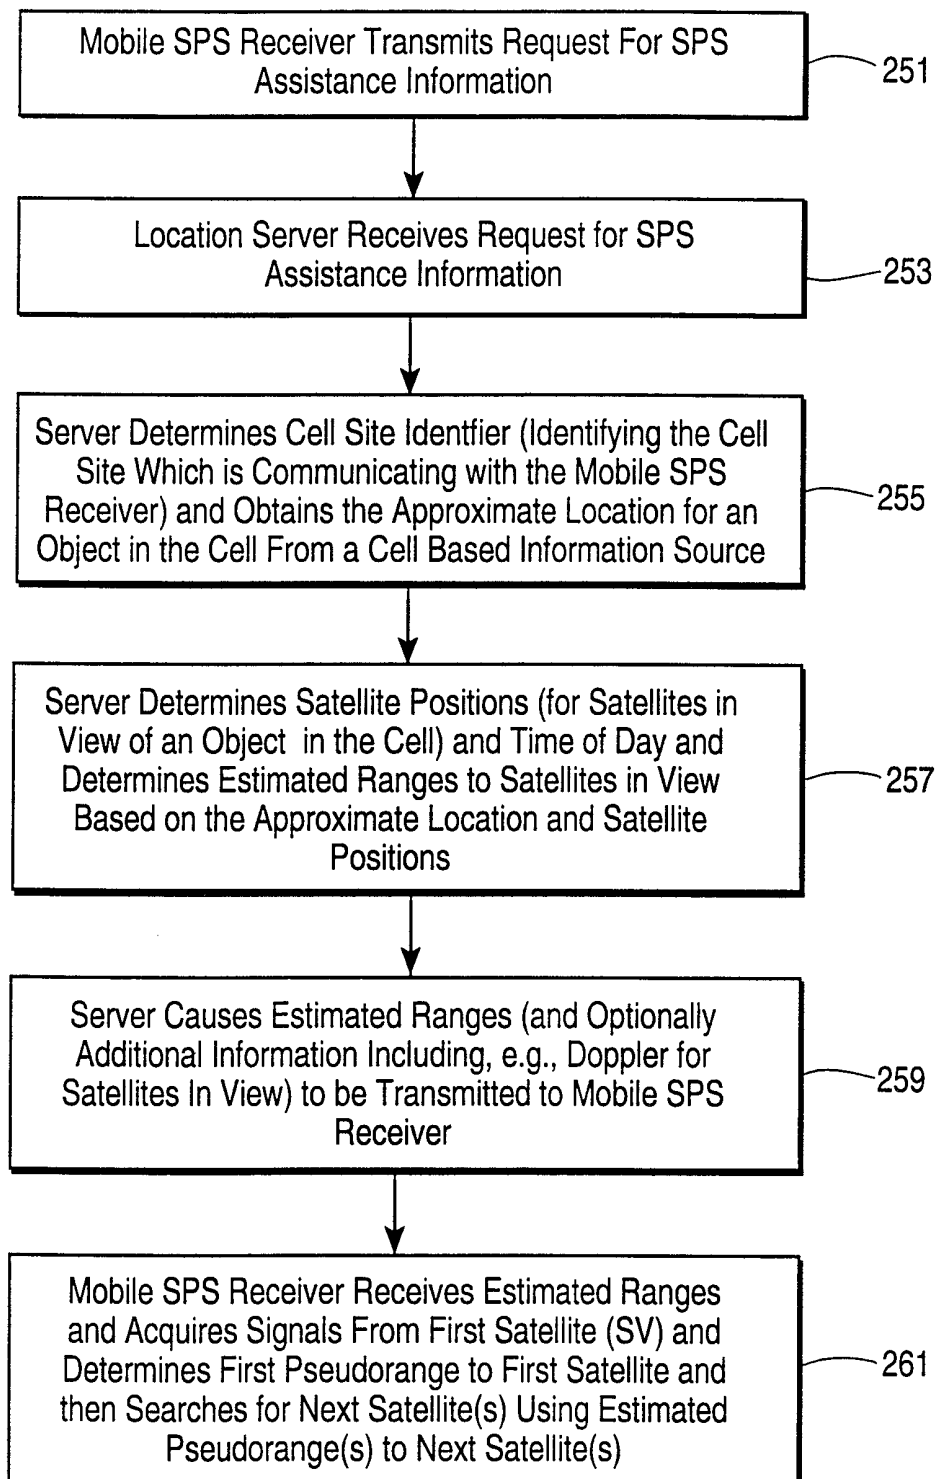 Mobile SPS Receiver Transmits Request For SPS
Assistance Information
251
Location Server Receives Request for SPS
Assistance Information
253
Server Determines Cell Site Identfier (Identifying the Cell
Site Which is Communicating with the Mobile SPS
Receiver) and Obtains the Approximate Location for an
Object in the Cell From a Cell Based Information Source
255
Server Determines Satellite Positions (for Satellites in
View of an Object in the Cell) and Time of Day and
Determines Estimated Ranges to Satellites in View
Based on the Approximate Location and Satellite
Positions
257
Server Causes Estimated Ranges (and Optionally
Additional Information Including, e.g., Doppler for
Satellites In View) to be Transmitted to Mobile SPS
Receiver
259
Mobile SPS Receiver Receives Estimated Ranges
and Acquires Signals From First Satellite (SV) and
Determines First Pseudorange to First Satellite and
then Searches for Next Satellite(s) Using Estimated
Pseudorange(s) to Next Satellite(s)
261